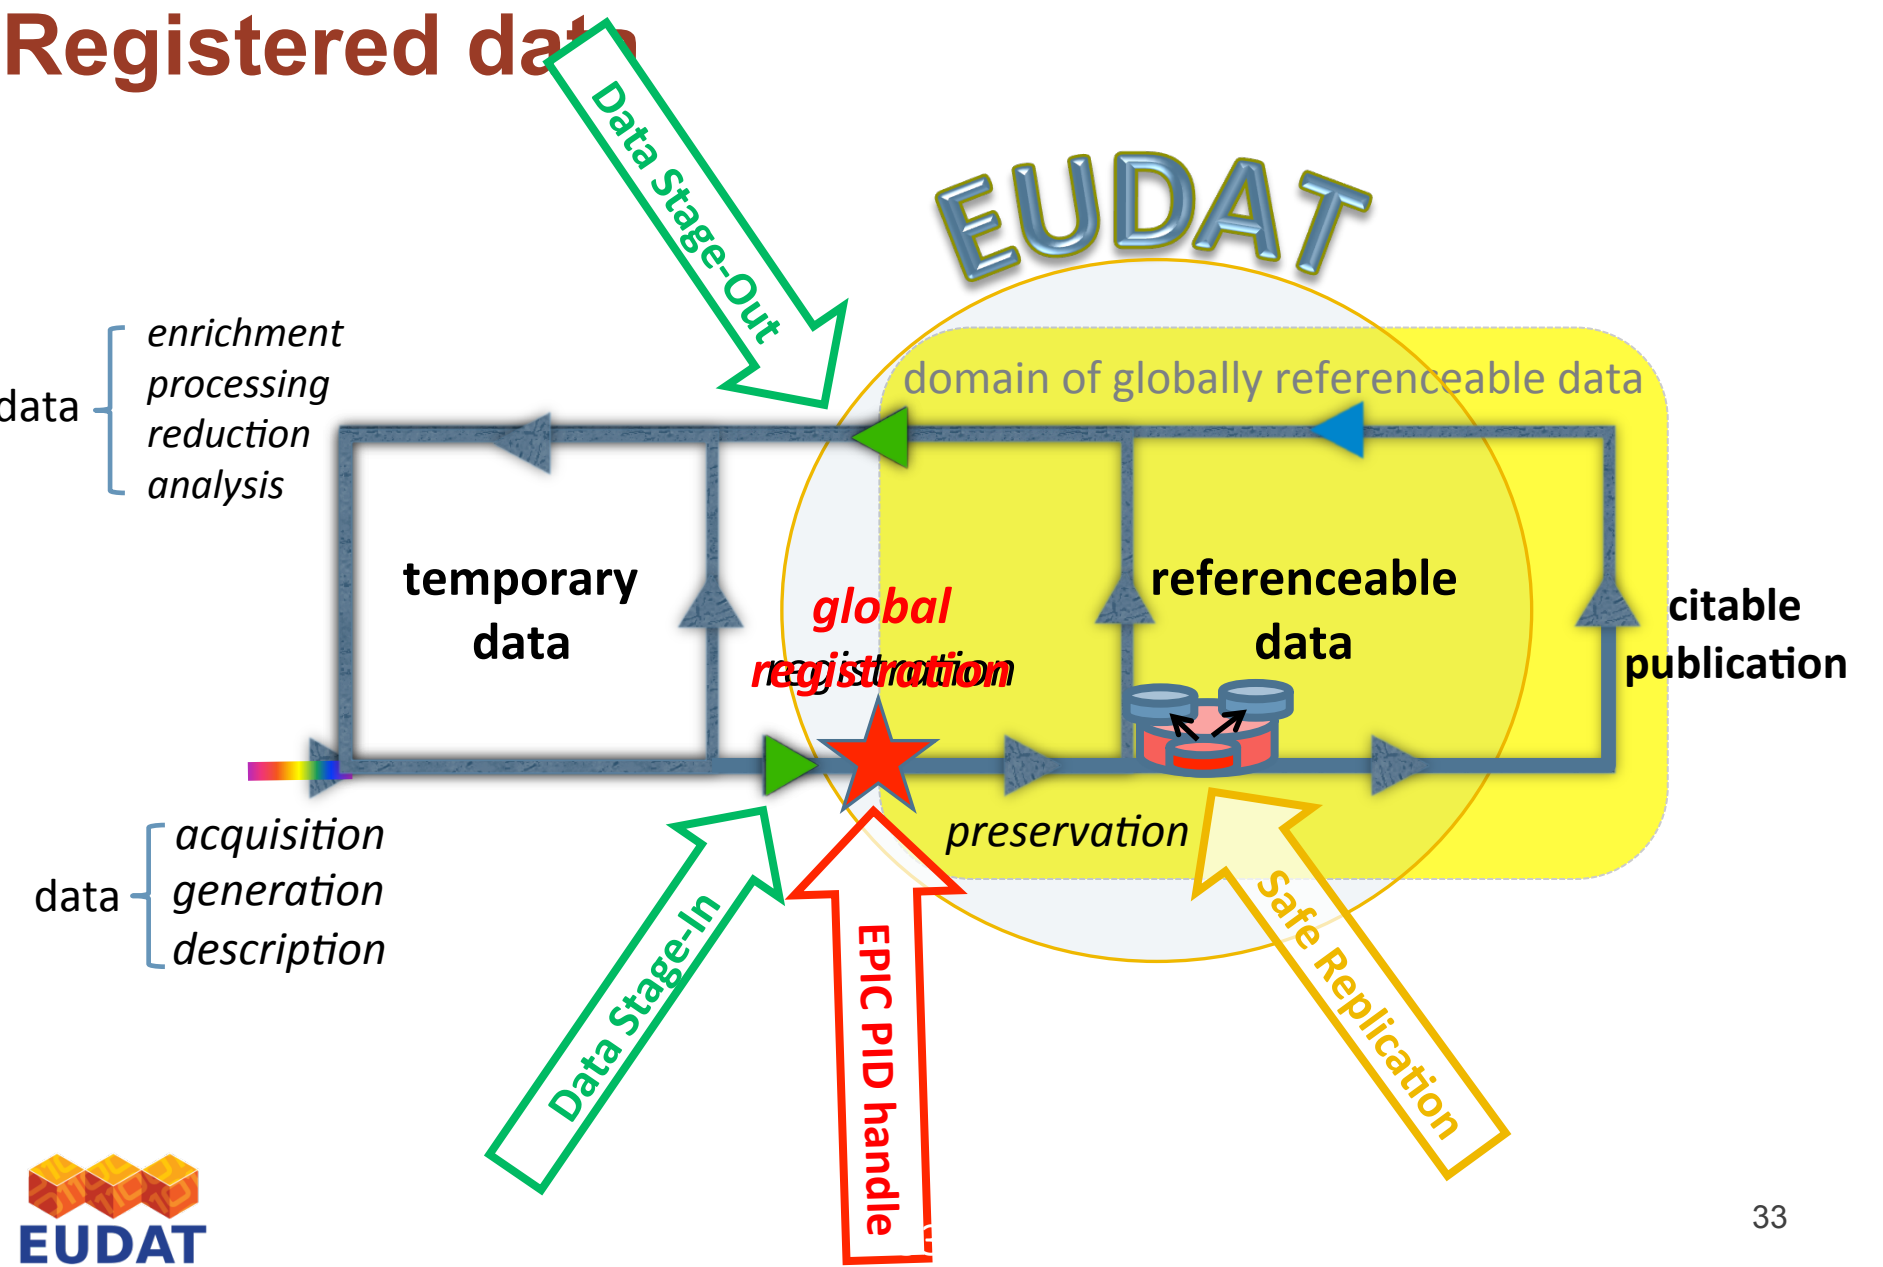 Registered data
Data Stage-Out
EUDAT
enrichment
processing
reduction
analysis
data
domain of globally referenceable data
temporary
data
global
registration
registration
referenceable
data
citable
publication
preservation
acquisition
generation
description
data
Data Stage-In
EPIC PID handle
Safe Replication
EUDAT
33